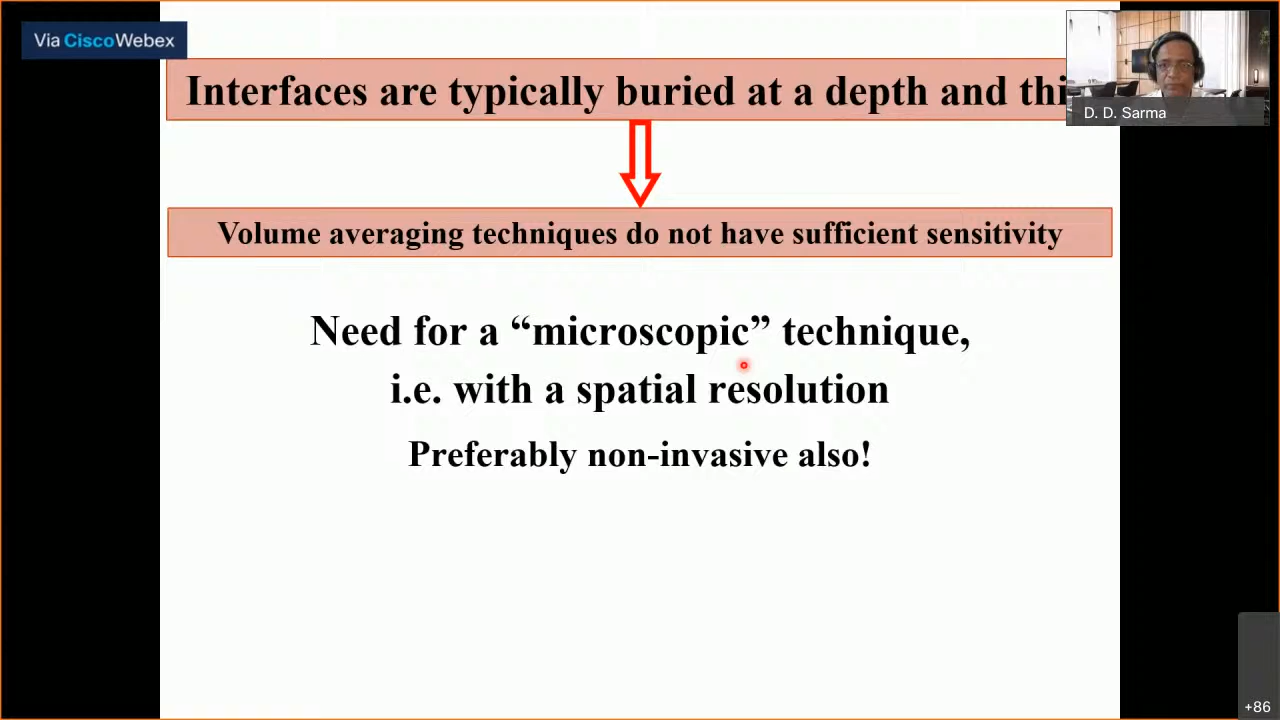 Via CiscoWebex
Interfaces are typically buried at a depth and
D. D. Sarma
Volume averaging techniques do not have sufficient sensitivity
Need for a “microscopic” technique,
i.e. with a spatial resolution
Preferably non-invasive also!
+86